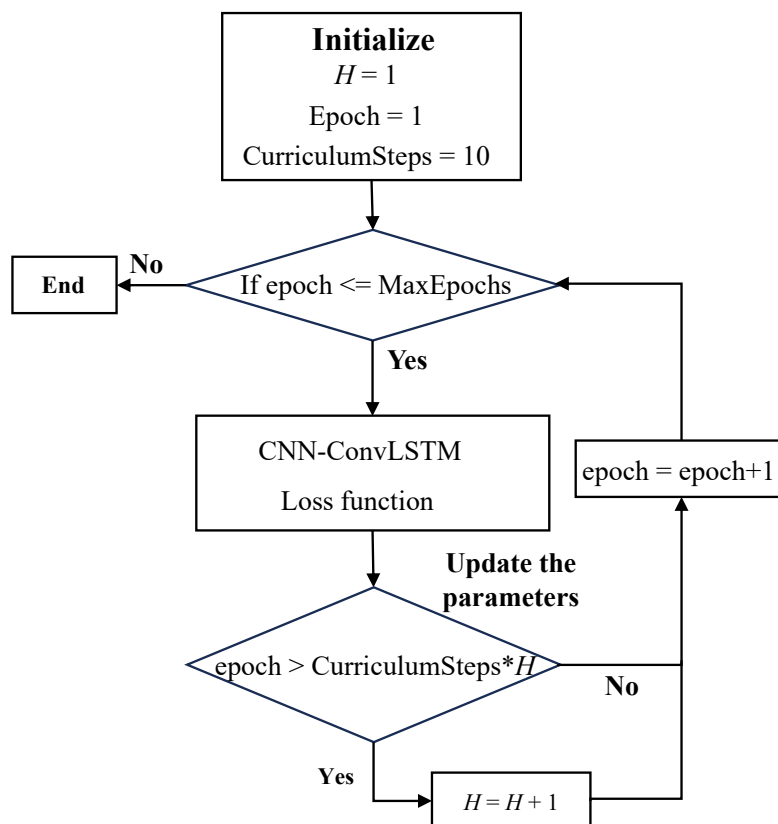 Initialize
H = 1
Epoch = 1
CurriculumSteps = 10
No
End
If epoch <= MaxEpochs
Yes
CNN-ConvLSTM
Loss function
epoch = epoch+1
Update the
parameters
epoch > CurriculumSteps*H
No
Yes
H = H + 1